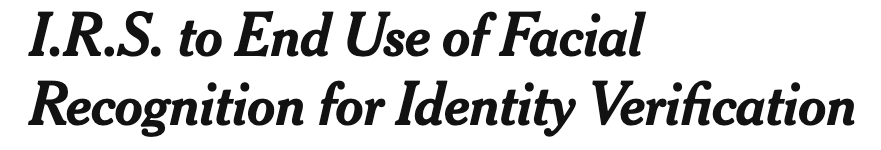 I.R.S. to End Use of Facial
Recognition for Identity Verification